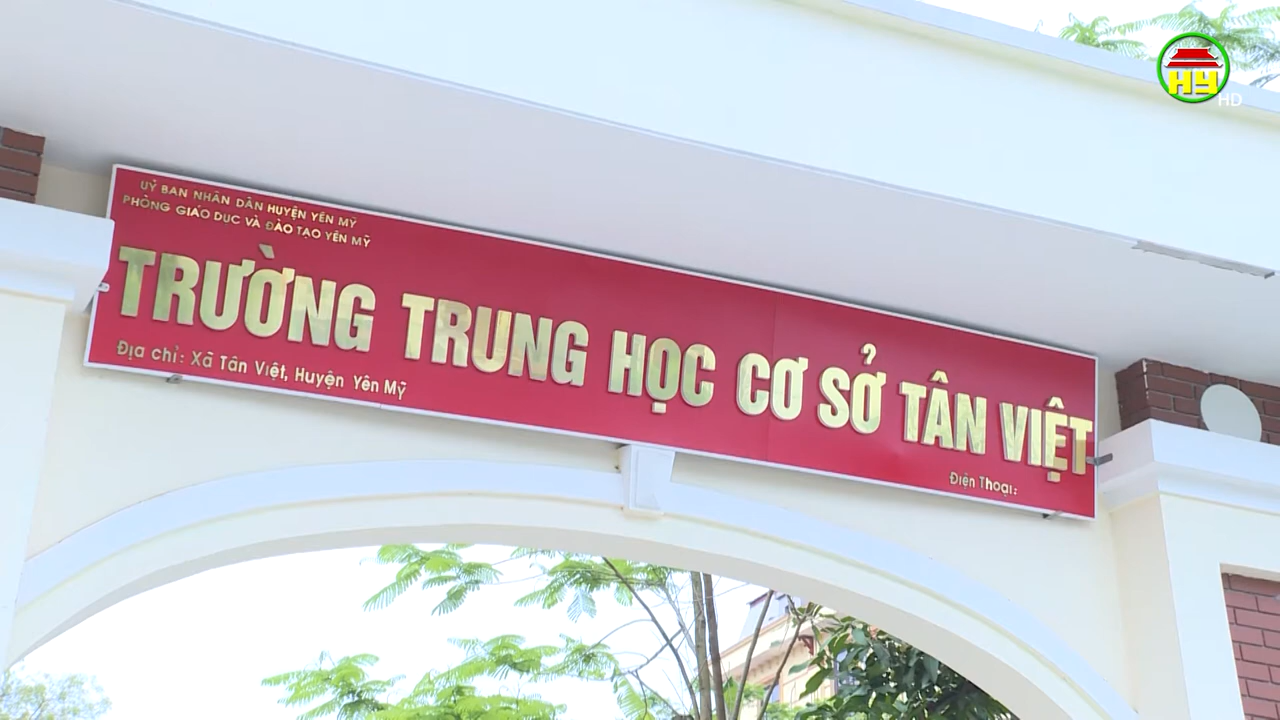 HY
HD
UỶ BAN NHÂN DÂN HUYỆN YÊN MỸ
PHÒNG GIÁO DỤC VÀ ĐÀO TẠO YÊN MỸ
TRƯỜNG TRUNG HỌC CƠ SỞ TÂN VIỆT
Địa chỉ: Xã Tân Việt, Huyện Yên Mỹ
Điện Thoại: